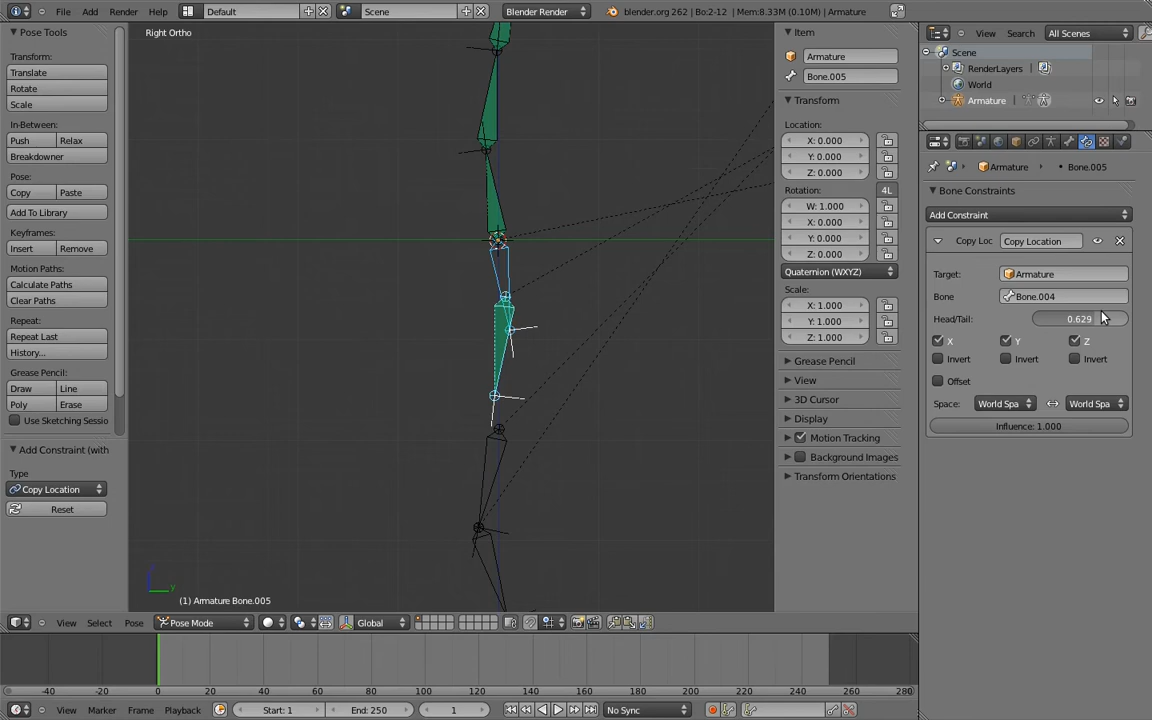 File Add Render Help Default Scene Blender Render blender.org 262 | Bo:2-12 | Mem:8.33M (0.10M) | Armature
Pose Tools
Transform:
Translate
Rotate
Scale
In-Between:
Push Relax
Breakdowner
Pose:
Copy Paste
Add To Library
Keyframes:
Insert Remove
Motion Paths:
Calculate Paths
Clear Paths
Repeat:
Repeat Last
History...
Grease Pencil:
Draw Line
Poly Erase
Use Sketching Sessio
Add Constraint (with
Type
Copy Location
Reset
Right Ortho
y
(1) Armature Bone.005
View Select Pose Pose Mode Global
Item
Armature
Bone.005
Transform
Location:
X: 0.000
Y: 0.000
Z: 0.000
Rotation: 4L
W: 1.000
X: 0.000
Y: 0.000
Z: 0.000
Quaternion (WXYZ)
Scale:
X: 1.000
Y: 1.000
Z: 1.000
Grease Pencil
View
3D Cursor
Display
Motion Tracking
Background Images
Transform Orientations
View Search All Scenes
Scene
RenderLayers
World
Armature
Armature Bone.005
Bone Constraints
Add Constraint
Copy Loc Copy Location
Target: Armature
Bone Bone.004
Head/Tail: 0.629
X Y Z
Invert Invert Invert
Offset
Space: World Spa World Spa
Influence: 1.000
-40 -20 0 20 40 60 80 100 120 140 160 180 200 220 240 260 280
View Marker Frame Playback Start: 1 End: 250 1 No Sync